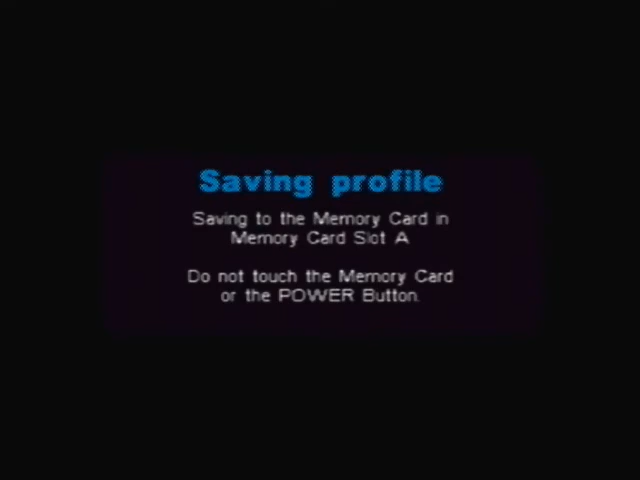 Saving profile
Saving to the Memory Card in
Memory Card Slot A
Do not touch the Memory Card
or the POWER Button.